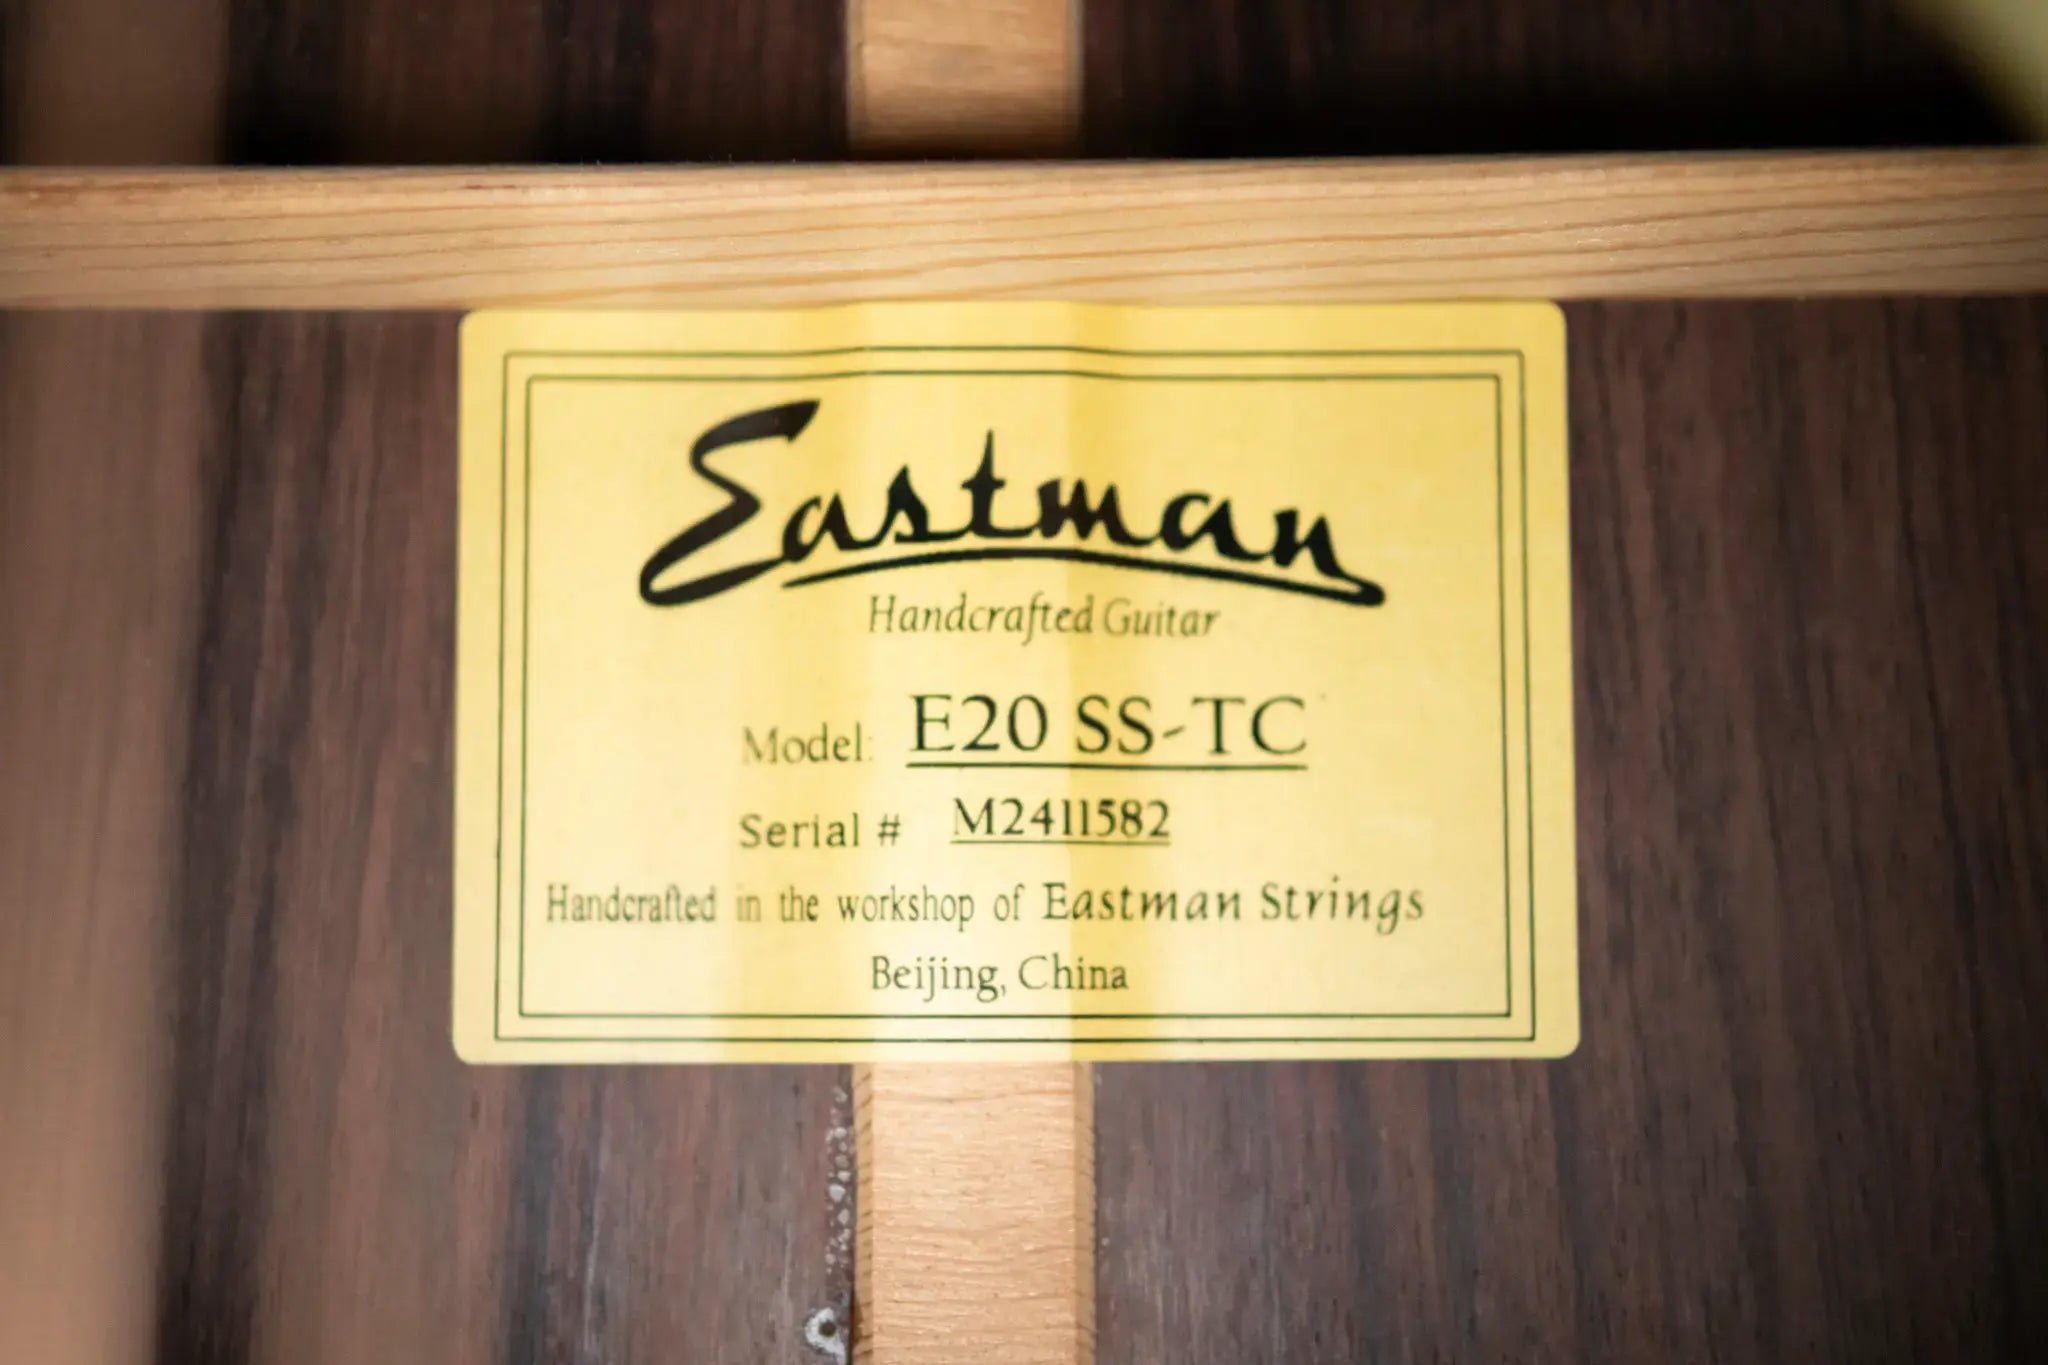 Eastman
Handcrafted Guitar
Model: E20 SS-TC
Serial # M2411582
Handcrafted in the workshop of Eastman Strings
Beijing, China